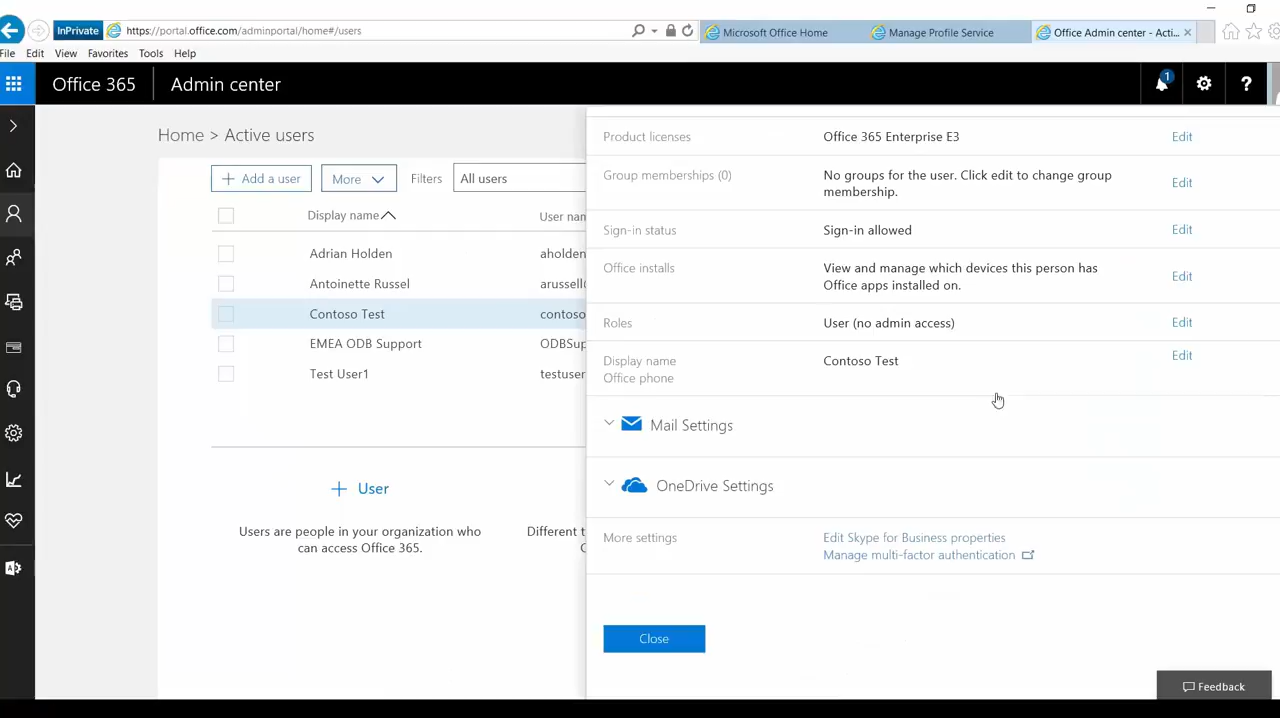 InPrivate
https://portal.office.com/adminportal/home#/users
Microsoft Office Home
Manage Profile Service
Office Admin center - Acti...
File Edit View Favorites Tools Help
Office 365
Admin center
1
?
Home > Active users
+ Add a user
More
Filters
All users
Display name
User nam
Adrian Holden
aholden
Antoinette Russel
arussell
Contoso Test
contoso
EMEA ODB Support
ODBSup
Test User1
testuser
+ User
Users are people in your organization who
can access Office 365.
Different t
Product licenses
Office 365 Enterprise E3
Edit
Group memberships (0)
No groups for the user. Click edit to change group
membership.
Edit
Sign-in status
Sign-in allowed
Edit
Office installs
View and manage which devices this person has
Office apps installed on.
Edit
Roles
User (no admin access)
Edit
Display name
Contoso Test
Edit
Office phone
Mail Settings
OneDrive Settings
More settings
Edit Skype for Business properties
Manage multi-factor authentication
Close
Feedback